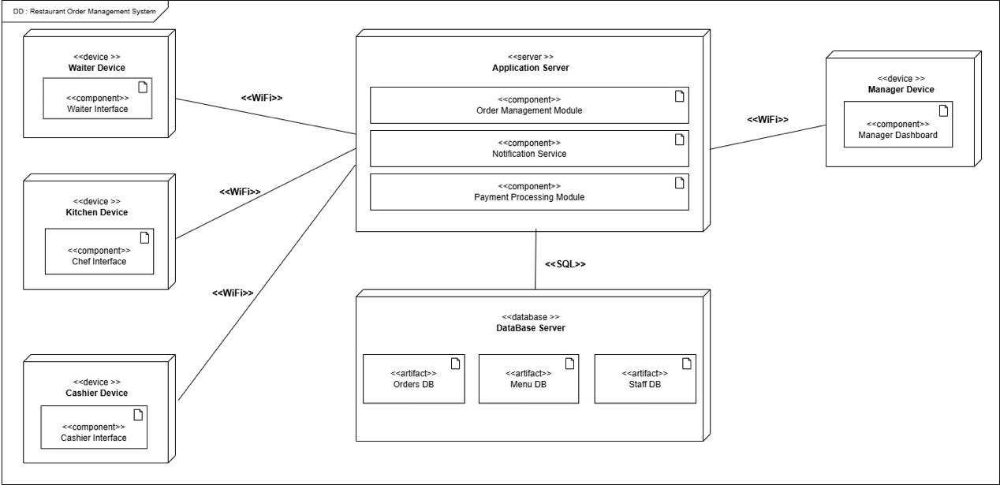 DD : Restaurant Order Management System
<<device >>
Waiter Device
<<component>>
Waiter Interface
<<WiFi>>
<<server >>
Application Server
<<component>>
Order Management Module
<<component>>
Notification Service
<<component>>
Payment Processing Module
<<WiFi>>
<<device >>
Manager Device
<<component>>
Manager Dashboard
<<device >>
Kitchen Device
<<component>>
Chef Interface
<<WiFi>>
<<SQL>>
<<WiFi>>
<<device >>
Cashier Device
<<component>>
Cashier Interface
<<database >>
DataBase Server
<<artifact>>
Orders DB
<<artifact>>
Menu DB
<<artifact>>
Staff DB